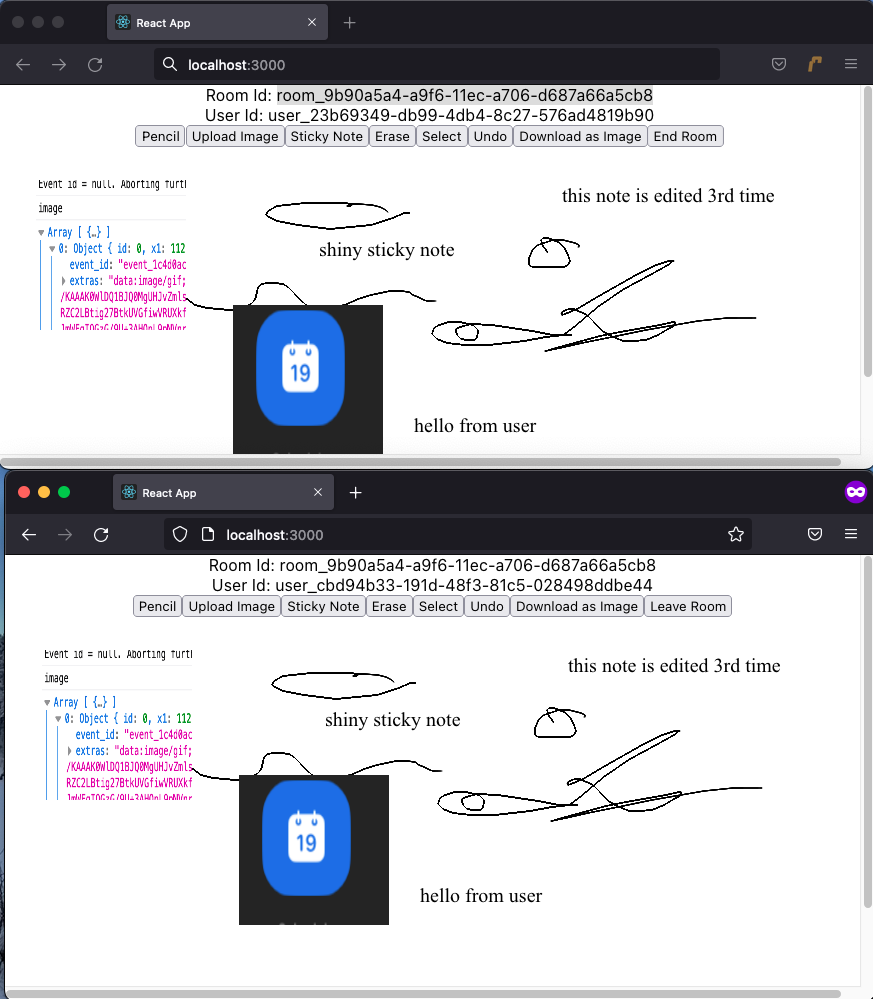 React App
localhost:3000
Room Id: room_9b90a5a4-a9f6-11ec-a706-d687a66a5cb8
User Id: user_23b69349-db99-4db4-8c27-576ad4819b90
Pencil Upload Image Sticky Note Erase Select Undo Download as Image End Room
Event id = null. Aborting furth
image
Array [ {…} ]
0: Object { id: 0, x1: 112
event_id: "event_1c4d0ac
extras: "data:image/gif;
/KAAAK0WlDQ1BJQ0MgUHJvZmls
RZC2LBtig27BtkUVGfiwVRUXkf
this note is edited 3rd time
shiny sticky note
19
hello from user
React App
localhost:3000
Room Id: room_9b90a5a4-a9f6-11ec-a706-d687a66a5cb8
User Id: user_cbd94b33-191d-48f3-81c5-028498ddbe44
Pencil Upload Image Sticky Note Erase Select Undo Download as Image Leave Room
Event id = null. Aborting furth
image
Array [ {…} ]
0: Object { id: 0, x1: 112
event_id: "event_1c4d0ac
extras: "data:image/gif;
/KAAAK0WlDQ1BJQ0MgUHJvZmls
RZC2LBtig27BtkUVGfiwVRUXkf
this note is edited 3rd time
shiny sticky note
19
hello from user